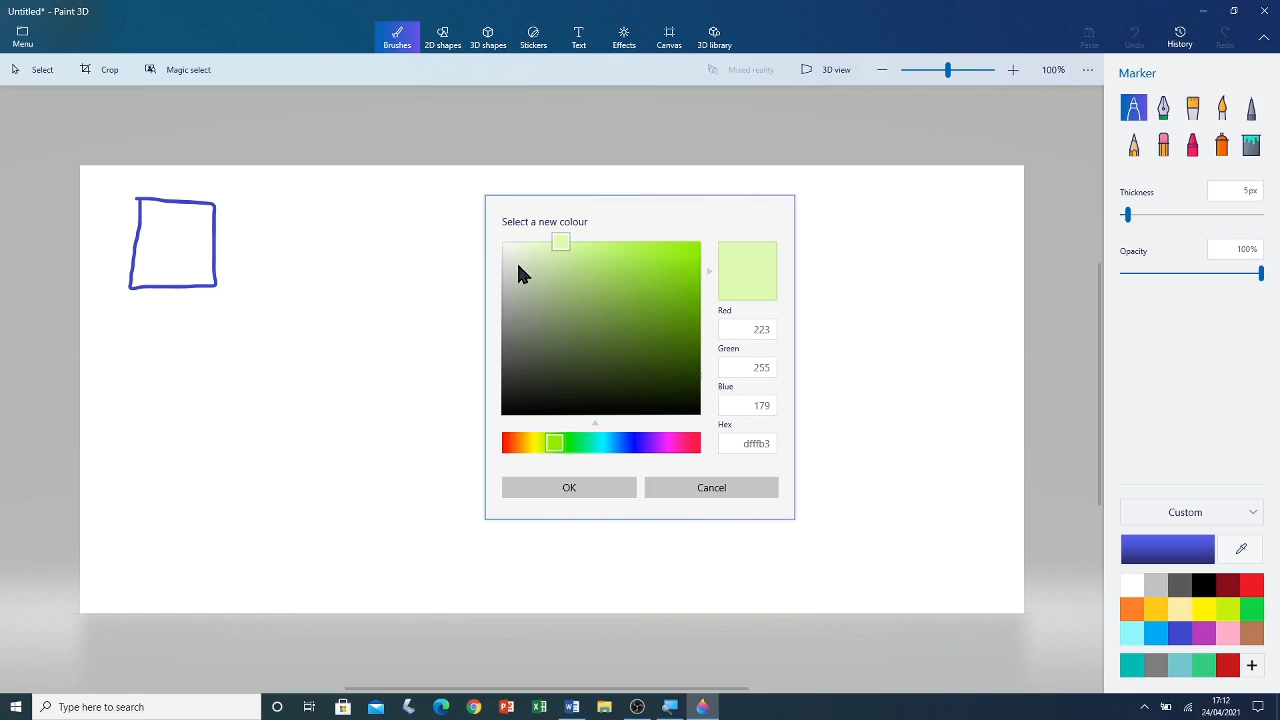 Untitled* - Paint 3D
Menu
Brushes
2D shapes
3D shapes
Stickers
Text
Effects
Canvas
3D library
Paste
Undo
History
Redo
Select
Crop
Magic select
Mixed reality
3D view
100%
Marker
Thickness
5px
Opacity
100%
Select a new colour
Red
223
Green
255
Blue
179
Hex
dfffb3
OK
Cancel
Custom
Type here to search
17:12
24/04/2021